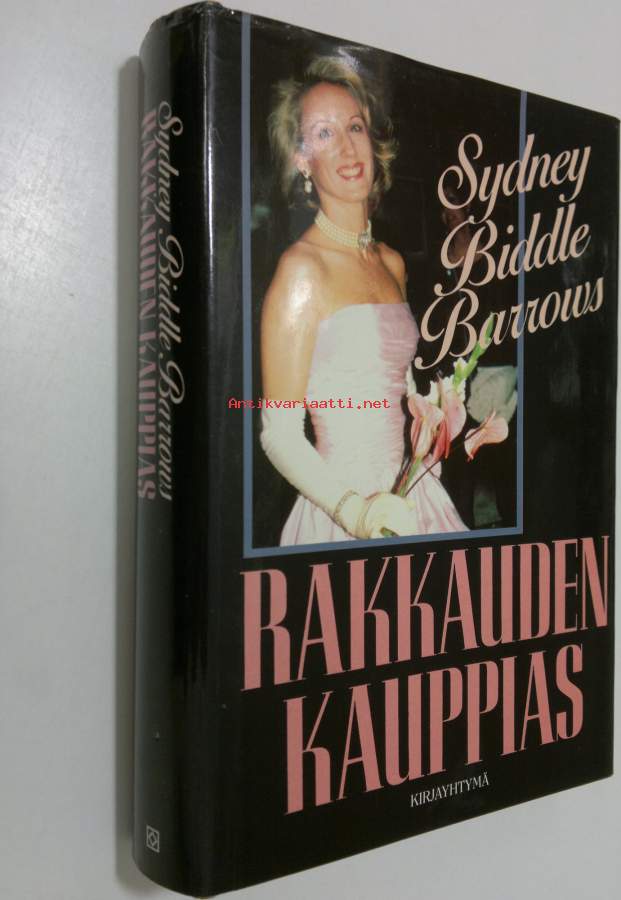 Sydney
Biddle
Barrows
Antikvariaatti.net
RAKKAUDEN
KAUPPIAS
KIRJAYHTYMÄ
Sydney Biddle Barrows
RAKKAUDEN KAUPPIAS